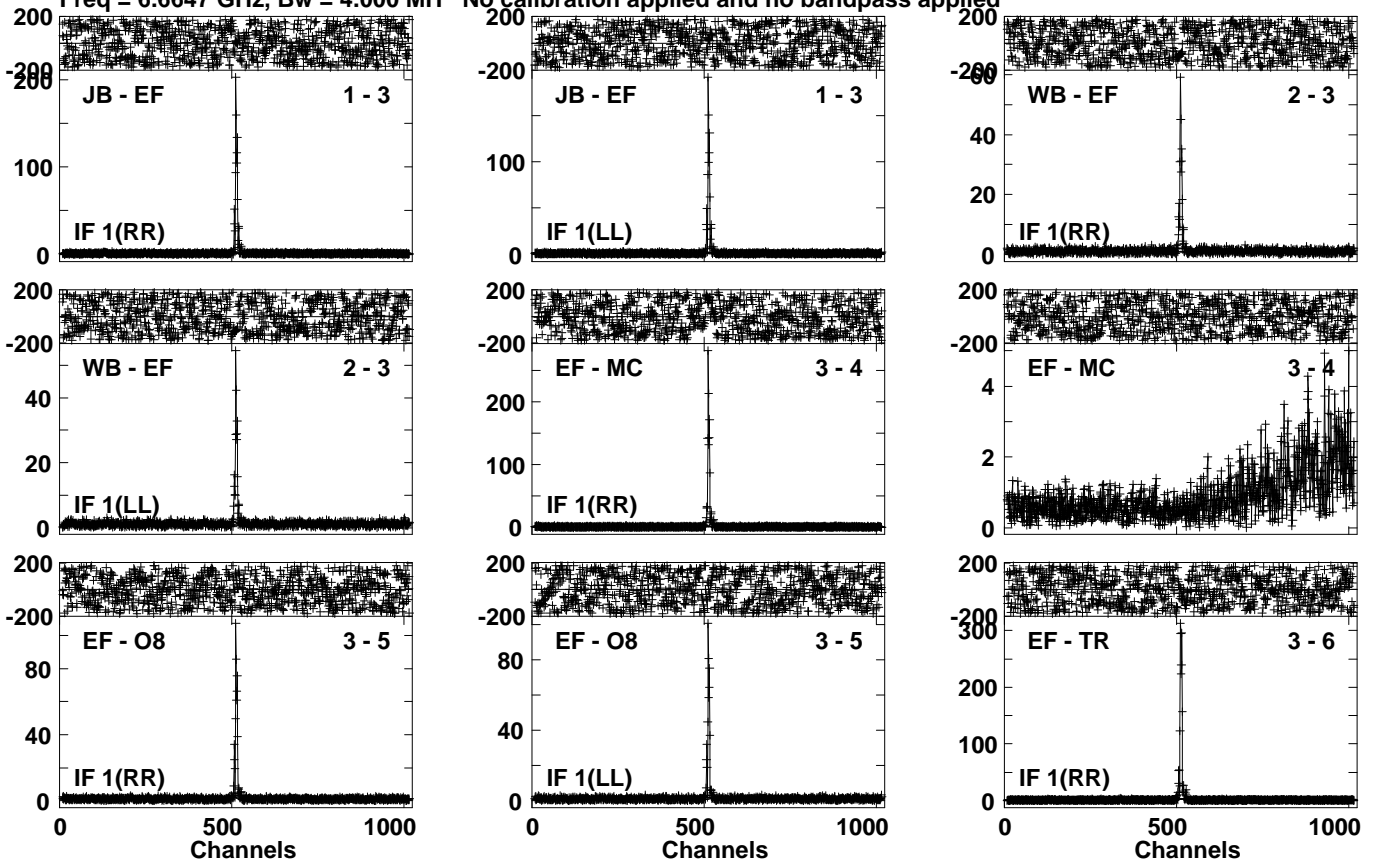 Freq = 6.6647 GHz, Bw = 4.000 MH No calibration applied and no bandpass applied
200
-200
200
100
0
JB - EF 1 - 3
IF 1(RR)
200
-200
100
0
JB - EF 1 - 3
IF 1(LL)
200
-200
60
40
20
0
WB - EF 2 - 3
IF 1(RR)
200
-200
40
20
0
WB - EF 2 - 3
IF 1(LL)
200
-200
200
100
0
EF - MC 3 - 4
IF 1(RR)
200
-200
4
2
0
EF - MC 3 - 4
200
-200
80
40
0
EF - O8 3 - 5
IF 1(RR)
0 500 1000
Channels
200
-200
80
40
0
EF - O8 3 - 5
IF 1(LL)
0 500 1000
Channels
200
-200
300
200
100
0
EF - TR 3 - 6
IF 1(RR)
0 500 1000
Channels